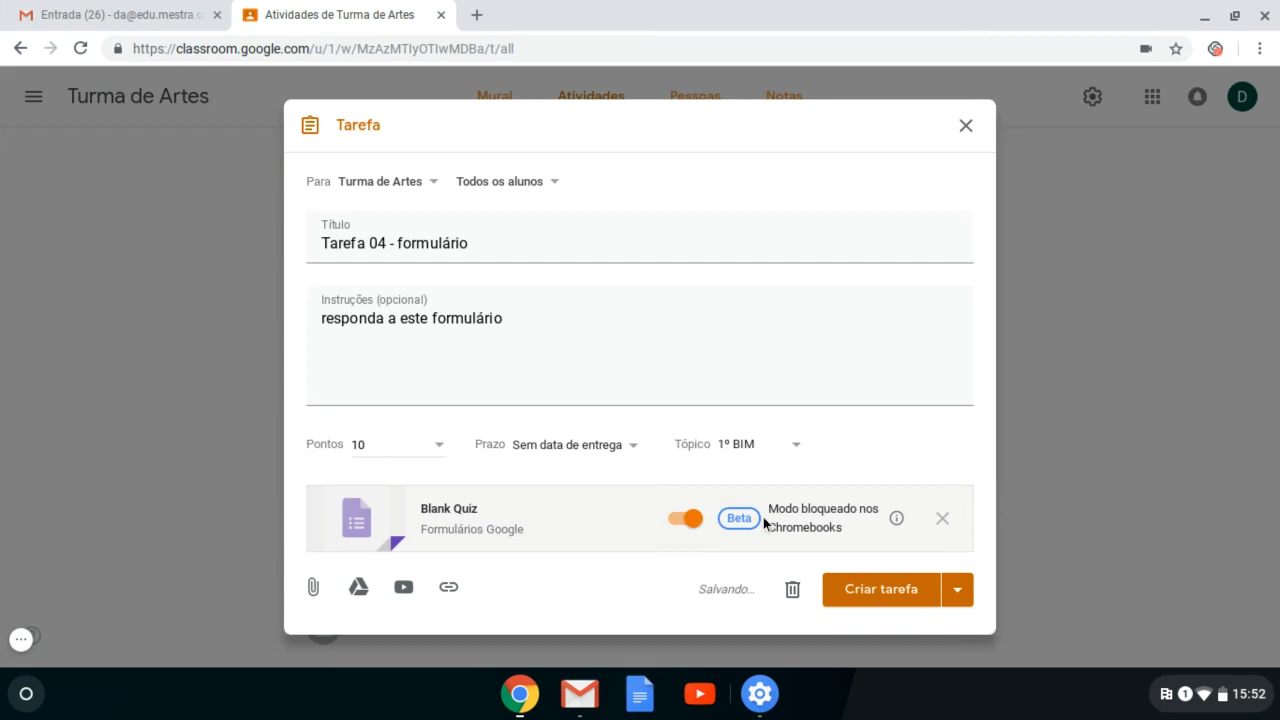 Entrada (26) - da@edu.mestra.o
Atividades de Turma de Artes
https://classroom.google.com/u/1/w/MzAzMTIyOTIwMDBa/t/all
Turma de Artes
Mural Atividades Pessoas Notas
D
Tarefa
Para Turma de Artes Todos os alunos
Título
Tarefa 04 - formulário
Instruções (opcional)
responda a este formulário
Pontos 10 Prazo Sem data de entrega Tópico 1º BIM
Blank Quiz
Formulários Google
Beta
Modo bloqueado nos
Chromebooks
Salvando...
Criar tarefa
1 15:52